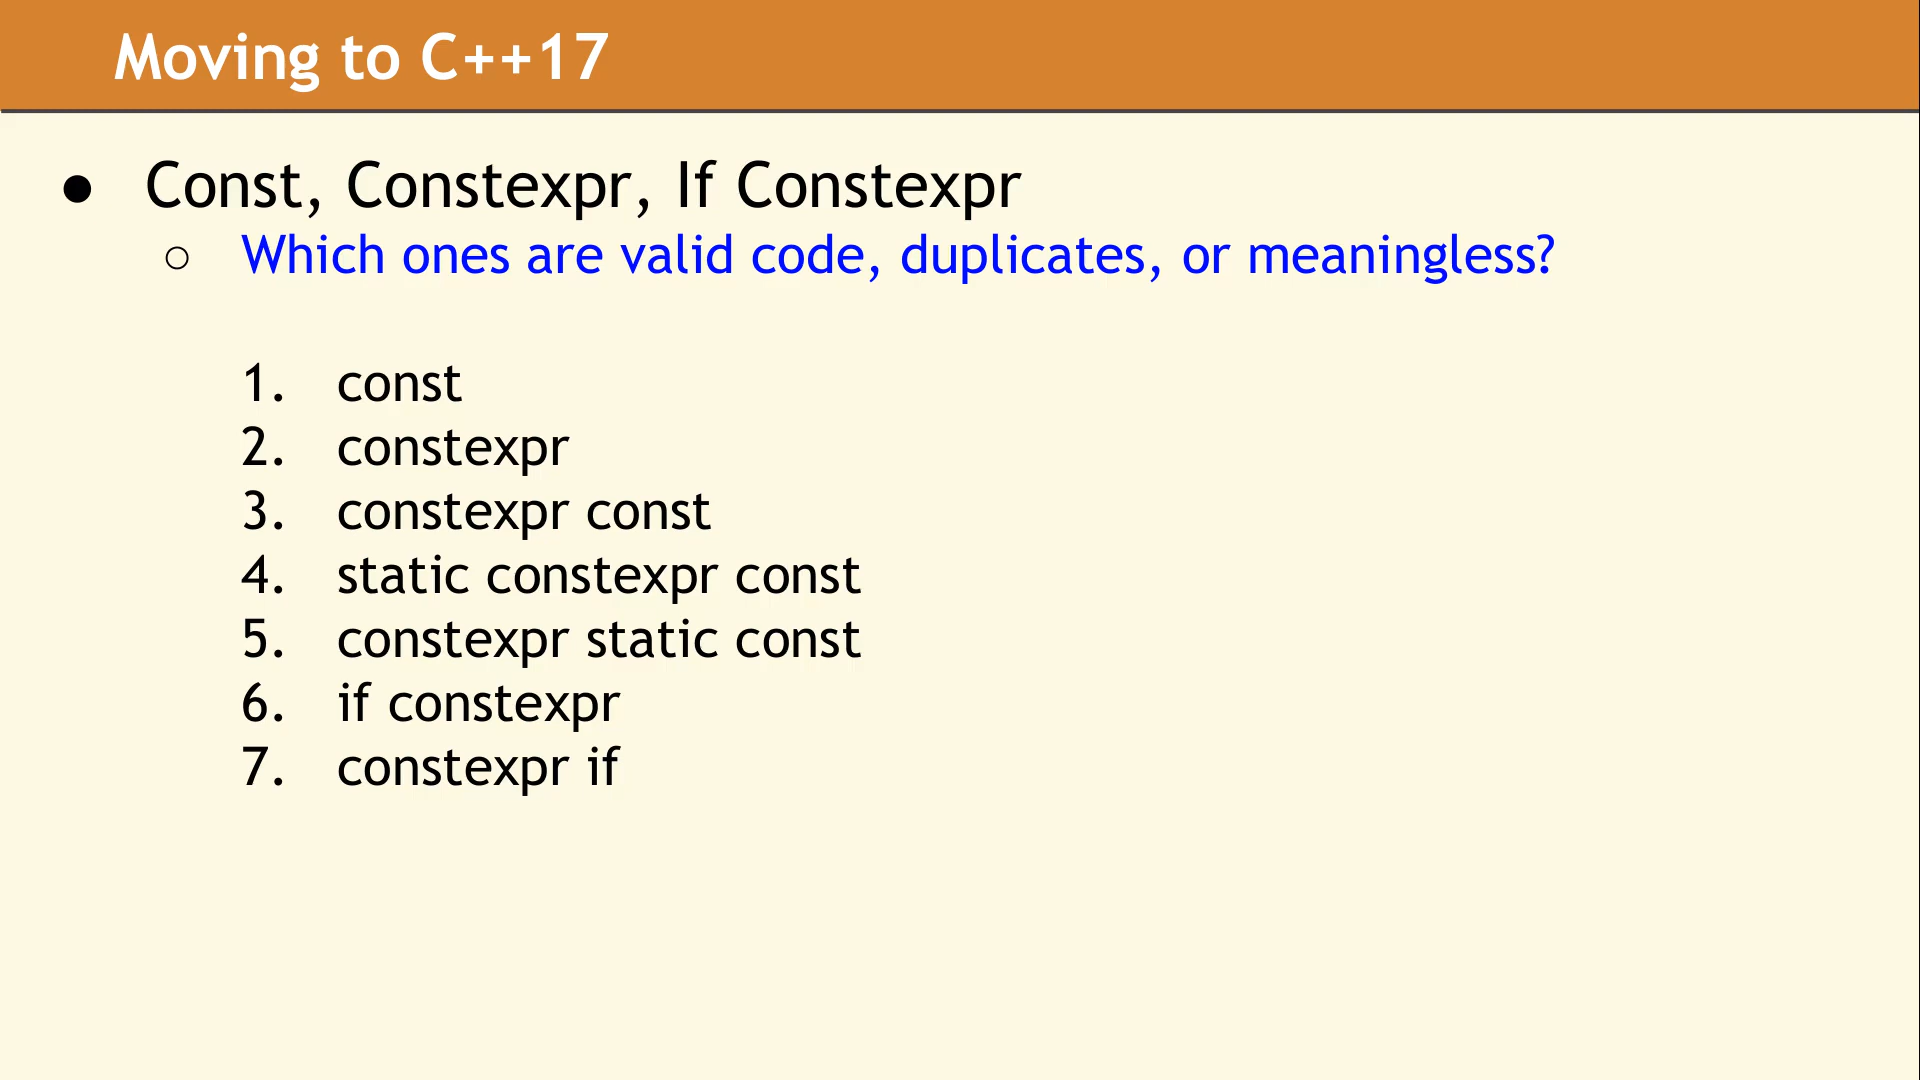 Moving to C++17
● Const, Constexpr, If Constexpr
○ Which ones are valid code, duplicates, or meaningless?
1. const
2. constexpr
3. constexpr const
4. static constexpr const
5. constexpr static const
6. if constexpr
7. constexpr if